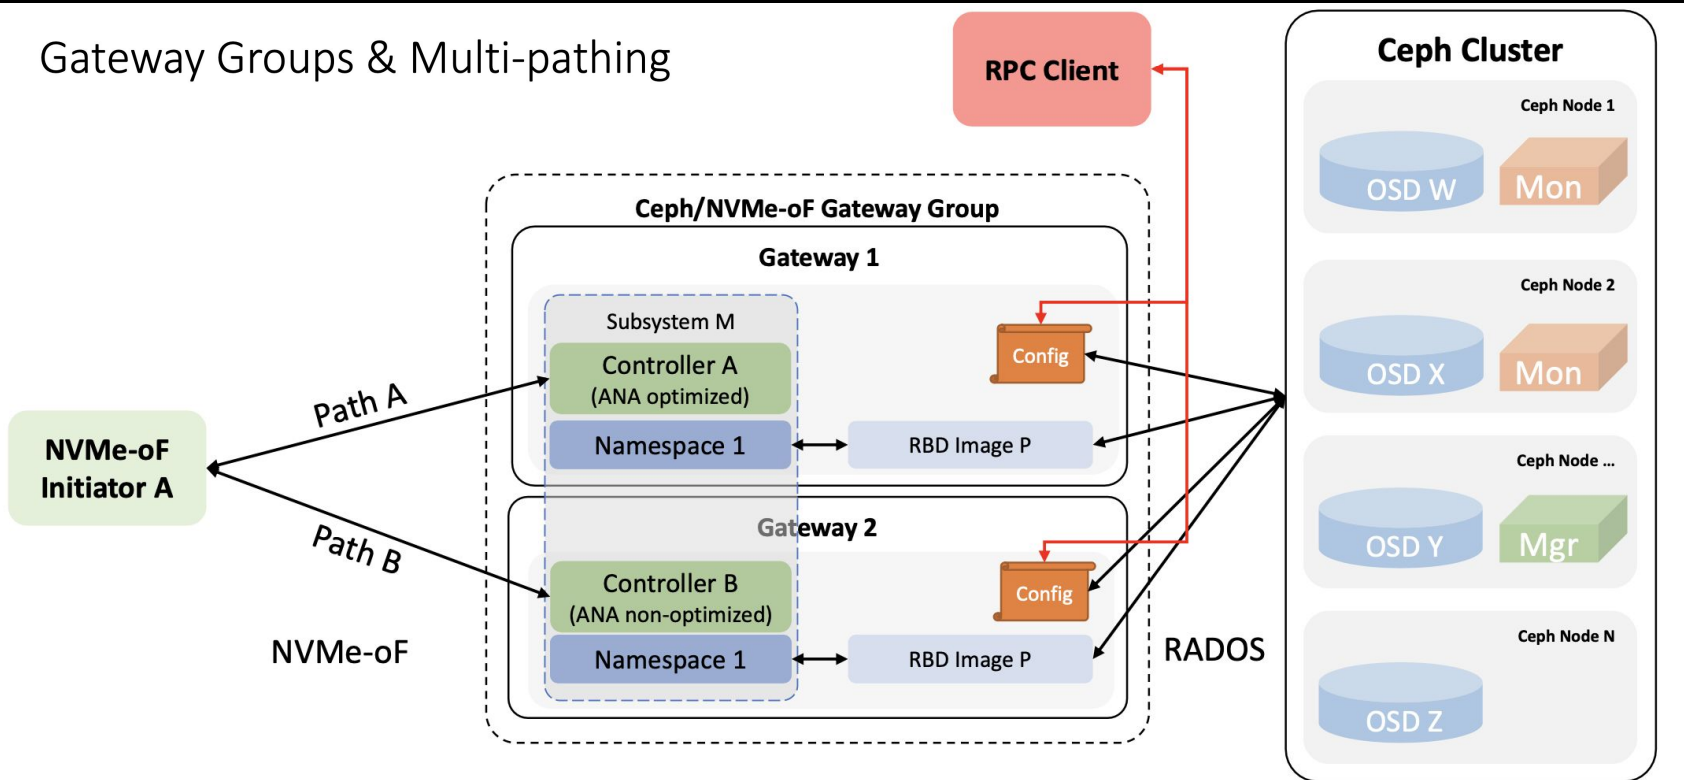 Gateway Groups & Multi-pathing
RPC Client
Ceph/NVMe-oF Gateway Group
Gateway 1
Subsystem M
Controller A
(ANA optimized)
Namespace 1
Config
RBD Image P
Path A
NVMe-oF
Initiator A
Path B
Gateway 2
Controller B
(ANA non-optimized)
Namespace 1
Config
RBD Image P
NVMe-oF
RADOS
Ceph Cluster
Ceph Node 1
OSD W
Mon
Ceph Node 2
OSD X
Mon
Ceph Node ...
OSD Y
Mgr
Ceph Node N
OSD Z